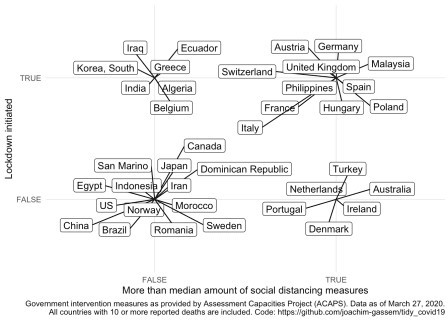 Iraq
Ecuador
Korea, South
Greece
India
Algeria
Belgium
Austria
Germany
Switzerland
United Kingdom
Malaysia
Philippines
Spain
France
Hungary
Poland
Italy
TRUE
Lockdown initiated
Canada
San Marino
Japan
Dominican Republic
Egypt
Indonesia
Iran
US
Norway
Morocco
China
Brazil
Romania
Sweden
Turkey
Netherlands
Australia
Portugal
Ireland
Denmark
FALSE
FALSE
TRUE
More than median amount of social distancing measures
Government intervention measures as provided by Assessment Capacities Project (ACAPS). Data as of March 27, 2020.
All countries with 10 or more reported deaths are included. Code: https://github.com/joachim-gassem/tidy_covid19